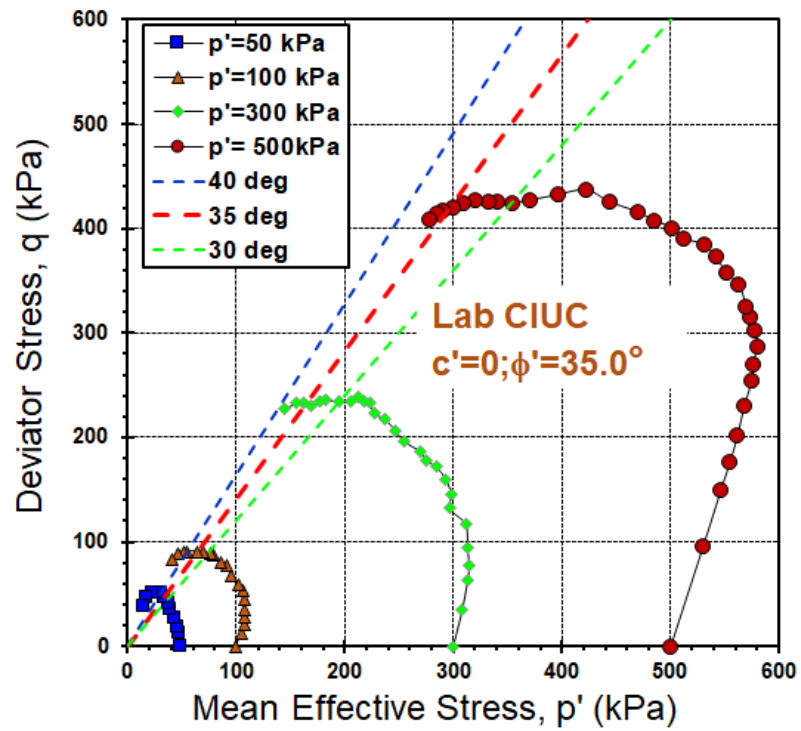 600
500
400
300
200
100
0
Deviator Stress, q (kPa)
p'=50 kPa
p'=100 kPa
p'=300 kPa
p'= 500kPa
40 deg
35 deg
30 deg
Lab CIUC
c'=0;ϕ'=35.0°
0 100 200 300 400 500 600
Mean Effective Stress, p' (kPa)